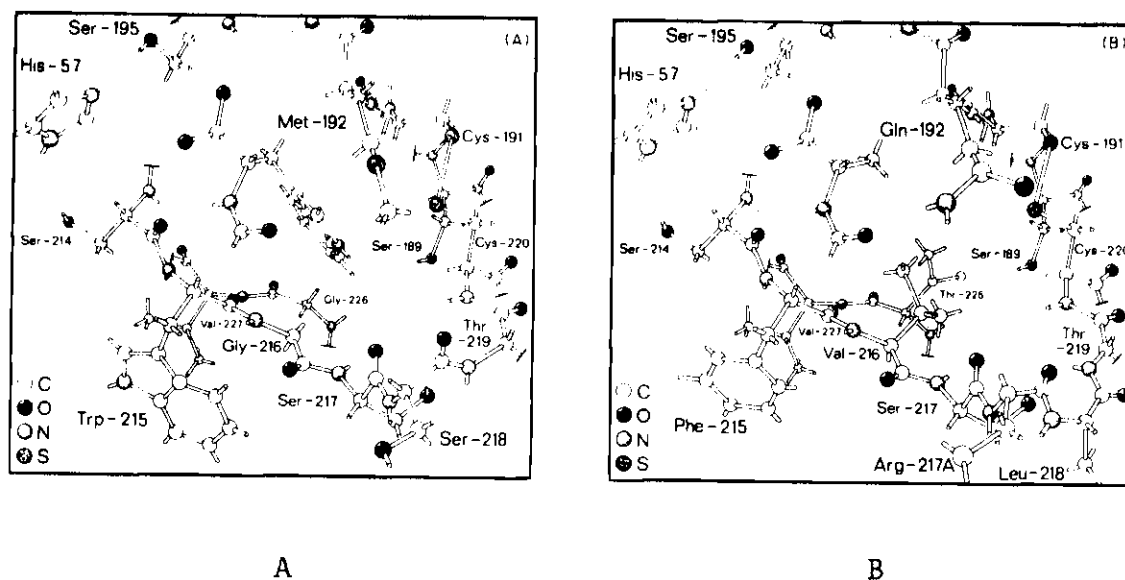 Ser-195
(A)
His-57
Met-192
Cys-191
Ser-214
Ser-189
Cys-220
Gly-226
Val-227
Gly-216
Thr
-219
C
O
N
S
Trp-215
Ser-217
Ser-218
A
Ser-195
(B)
His-57
Gln-192
Cys-191
Ser-214
Ser-189
Cys-220
Val-227
Val-216
Thr
-219
C
O
N
S
Phe-215
Ser-217
Arg-217A
Leu-218
B